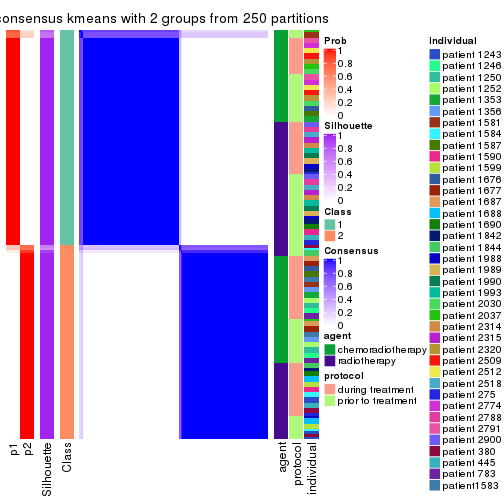 consensus kmeans with 2 groups from 250 partitions
Prob
1
0.8
0.6
0.4
0.2
0
Silhouette
1
0.8
0.6
0.4
0.2
0
Class
1
2
Consensus
1
0.8
0.6
0.4
0.2
0
agent
chemoradiotherapy
radiotherapy
protocol
during treatment
prior to treatment
individual
patient 1243
patient 1246
patient 1250
patient 1252
patient 1353
patient 1356
patient 1581
patient 1584
patient 1587
patient 1590
patient 1599
patient 1676
patient 1677
patient 1687
patient 1688
patient 1690
patient 1842
patient 1844
patient 1988
patient 1989
patient 1990
patient 1993
patient 2030
patient 2037
patient 2314
patient 2315
patient 2320
patient 2509
patient 2512
patient 2518
patient 275
patient 2774
patient 2788
patient 2791
patient 2900
patient 380
patient 445
patient 783
patient1583
p1
p2
Silhouette
Class
agent
protocol
individual